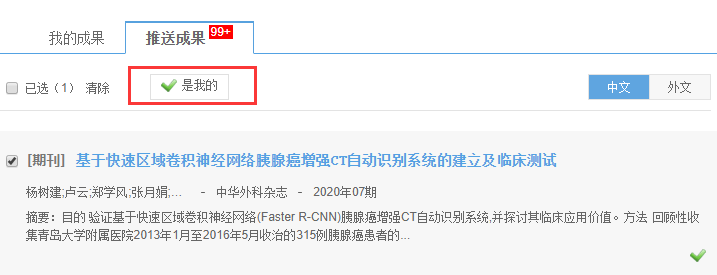 我的成果
推送成果 99+
已选（1） 清除 是我的 中文 外文
[期刊] 基于快速区域卷积神经网络胰腺癌增强CT自动识别系统的建立及临床测试
杨树建;卢云;郑学风;张月娟;... - 中华外科杂志 - 2020年07期
摘要: 目的 验证基于快速区域卷积神经网络(Faster R-CNN)胰腺癌增强CT自动识别系统,并探讨其临床应用价值。方法 回顾性收
集青岛大学附属医院2013年1月至2016年5月收治的315例胰腺癌患者的...